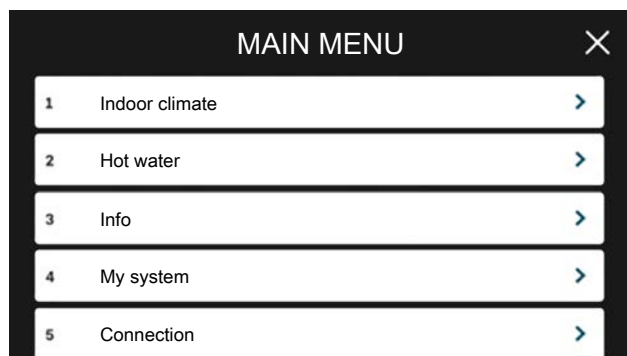 MAIN MENU
1 Indoor climate
2 Hot water
3 Info
4 My system
5 Connection